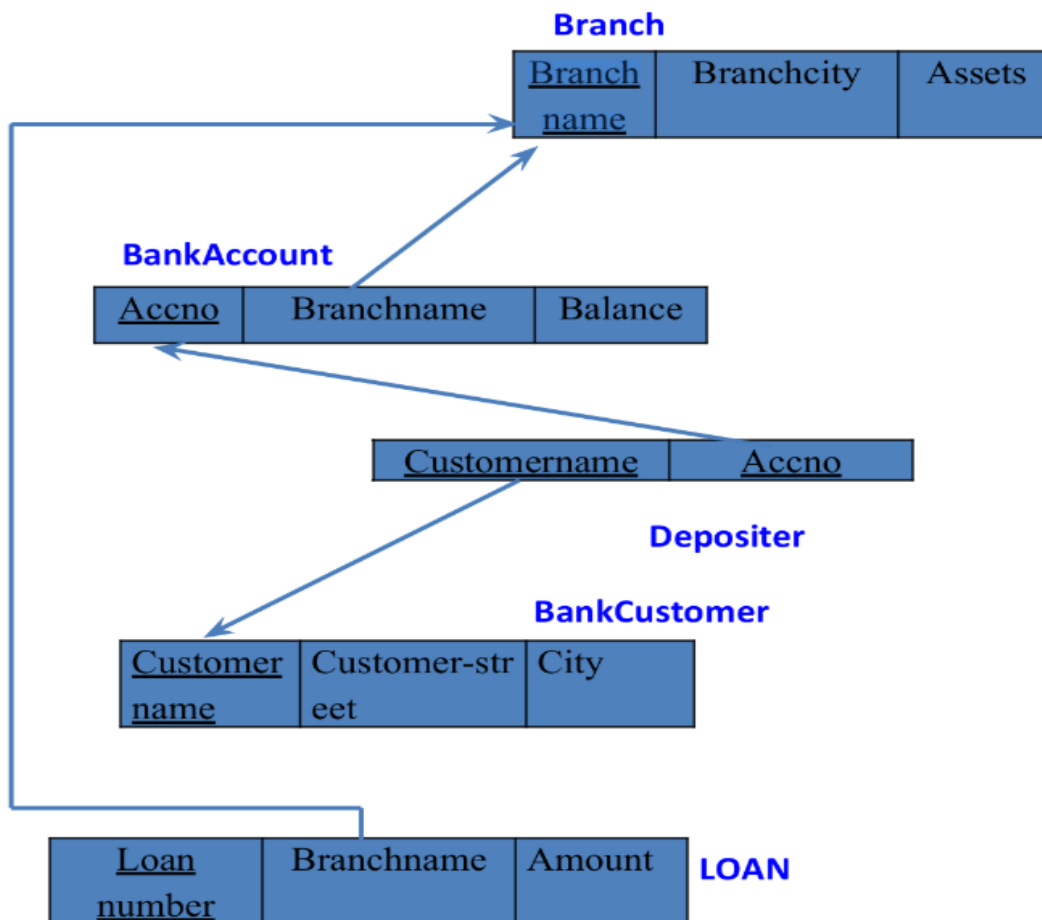 Branch
Branch Branchcity Assets
name
BankAccount
Accno Branchname Balance
Customername Accno
Depositer
BankCustomer
Customer Customer-str City
name eet
Loan Branchname Amount LOAN
number